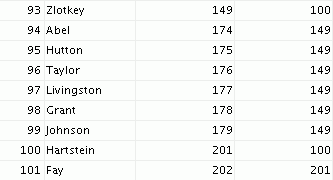 93 Zlotkey 149 100
94 Abel 174 149
95 Hutton 175 149
96 Taylor 176 149
97 Livingston 177 149
98 Grant 178 149
99 Johnson 179 149
100 Hartstein 201 100
101 Fay 202 201